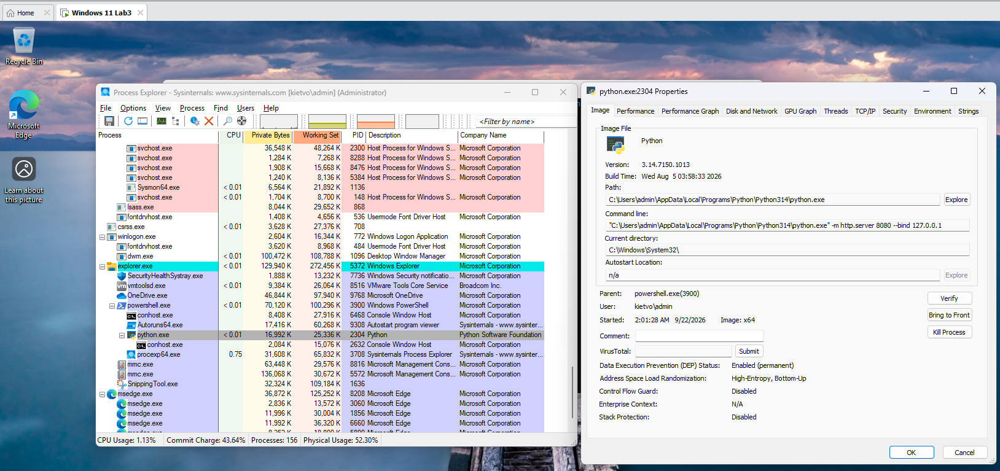 Home
Windows 11 Lab3
Recycle Bin
Microsoft
Edge
Learn about
this picture
Process Explorer - Sysinternals: www.sysinternals.com [kietvo\admin] (Administrator)
File Options View Process Find Users Help
<Filter by name>
Process CPU Private Bytes Working Set PID Description Company Name
svchost.exe 36,548 K 48,264 K 2300 Host Process for Windows S... Microsoft Corporation
svchost.exe 1,284 K 7,268 K 8288 Host Process for Windows S... Microsoft Corporation
svchost.exe 1,908 K 15,668 K 8476 Host Process for Windows S... Microsoft Corporation
svchost.exe 1,240 K 8,136 K 5384 Host Process for Windows S... Microsoft Corporation
Sysmon64.exe < 0.01 6,564 K 21,892 K 1136
svchost.exe < 0.01 1,704 K 8,700 K 148 Host Process for Windows S... Microsoft Corporation
lsass.exe 8,044 K 29,652 K 868
fontdrvhost.exe 1,408 K 4,656 K 536 Usermode Font Driver Host Microsoft Corporation
csrss.exe < 0.01 3,628 K 27,376 K 708
winlogon.exe 2,604 K 16,344 K 772 Windows Logon Application Microsoft Corporation
fontdrvhost.exe 3,620 K 8,968 K 484 Usermode Font Driver Host Microsoft Corporation
dwm.exe < 0.01 100,472 K 108,788 K 1096 Desktop Window Manager Microsoft Corporation
explorer.exe < 0.01 129,940 K 272,456 K 5372 Windows Explorer Microsoft Corporation
SecurityHealthSystray.exe 1,888 K 13,232 K 7736 Windows Security notificatio... Microsoft Corporation
vm vmtoolsd.exe < 0.01 9,384 K 26,064 K 8516 VMware Tools Core Service Broadcom Inc.
OneDrive.exe 46,844 K 97,940 K 9768 Microsoft OneDrive Microsoft Corporation
powershell.exe < 0.01 70,120 K 100,296 K 3900 Windows PowerShell Microsoft Corporation
conhost.exe 8,408 K 27,916 K 6468 Console Window Host Microsoft Corporation
Autoruns64.exe 17,416 K 60,268 K 9308 Autostart program viewer Sysinternals - www.sysinter...
python.exe < 0.01 16,992 K 25,336 K 2304 Python Python Software Foundation
conhost.exe 2,084 K 15,076 K 2632 Console Window Host Microsoft Corporation
procexp64.exe 0.75 31,608 K 65,832 K 3708 Sysinternals Process Explorer Sysinternals - www.sysinter...
mmc.exe 63,448 K 29,576 K 8816 Microsoft Management Cons... Microsoft Corporation
mmc.exe 136,068 K 30,672 K 5572 Microsoft Management Cons... Microsoft Corporation
SnippingTool.exe 32,324 K 109,184 K 1636
msedge.exe 36,872 K 125,252 K 8208 Microsoft Edge Microsoft Corporation
msedge.exe 2,836 K 13,572 K 3060 Microsoft Edge Microsoft Corporation
msedge.exe 11,996 K 30,004 K 1856 Microsoft Edge Microsoft Corporation
msedge.exe 11,992 K 36,320 K 6660 Microsoft Edge Microsoft Corporation
CPU Usage: 1.13% Commit Charge: 43.64% Processes: 156 Physical Usage: 52.30%
python.exe:2304 Properties
Image Performance Performance Graph Disk and Network GPU Graph Threads TCP/IP Security Environment Strings
Image File
Python
Version: 3.14.7150.1013
Build Time: Wed Aug 5 03:58:33 2026
Path:
C:\Users\admin\AppData\Local\Programs\Python\Python314\python.exe Explore
Command line:
"C:\Users\admin\AppData\Local\Programs\Python\Python314\python.exe" -m http.server 8080 --bind 127.0.0.1
Current directory:
C:\Windows\System32\
Autostart Location:
n/a Explore
Parent: powershell.exe(3900) Verify
User: kietvo\admin
Bring to Front
Started: 2:01:28 AM 9/22/2026 Image: x64
Kill Process
Comment:
VirusTotal: Submit
Data Execution Prevention (DEP) Status: Enabled (permanent)
Address Space Load Randomization: High-Entropy, Bottom-Up
Control Flow Guard: Disabled
Enterprise Context: N/A
Stack Protection: Disabled
OK Cancel